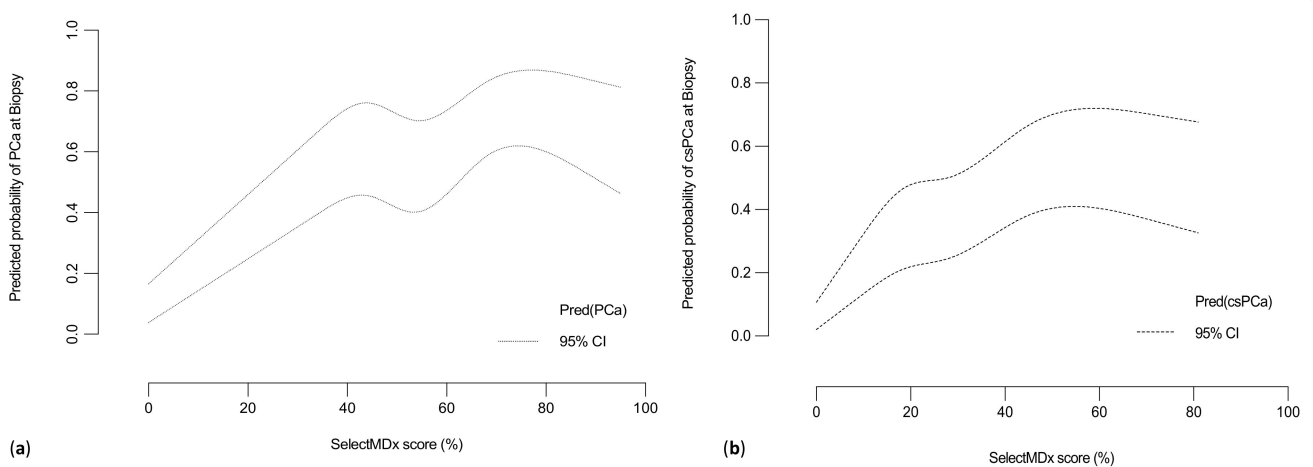 Predicted probability of PCa at Biopsy
1.0
0.8
0.6
0.4
0.2
0.0
Pred(PCa)
95% CI
0 20 40 60 80 100
SelectMDx score (%)
(a)
Predicted probability of csPCa at Biopsy
1.0
0.8
0.6
0.4
0.2
0.0
Pred(csPCa)
95% CI
0 20 40 60 80 100
SelectMDx score (%)
(b)